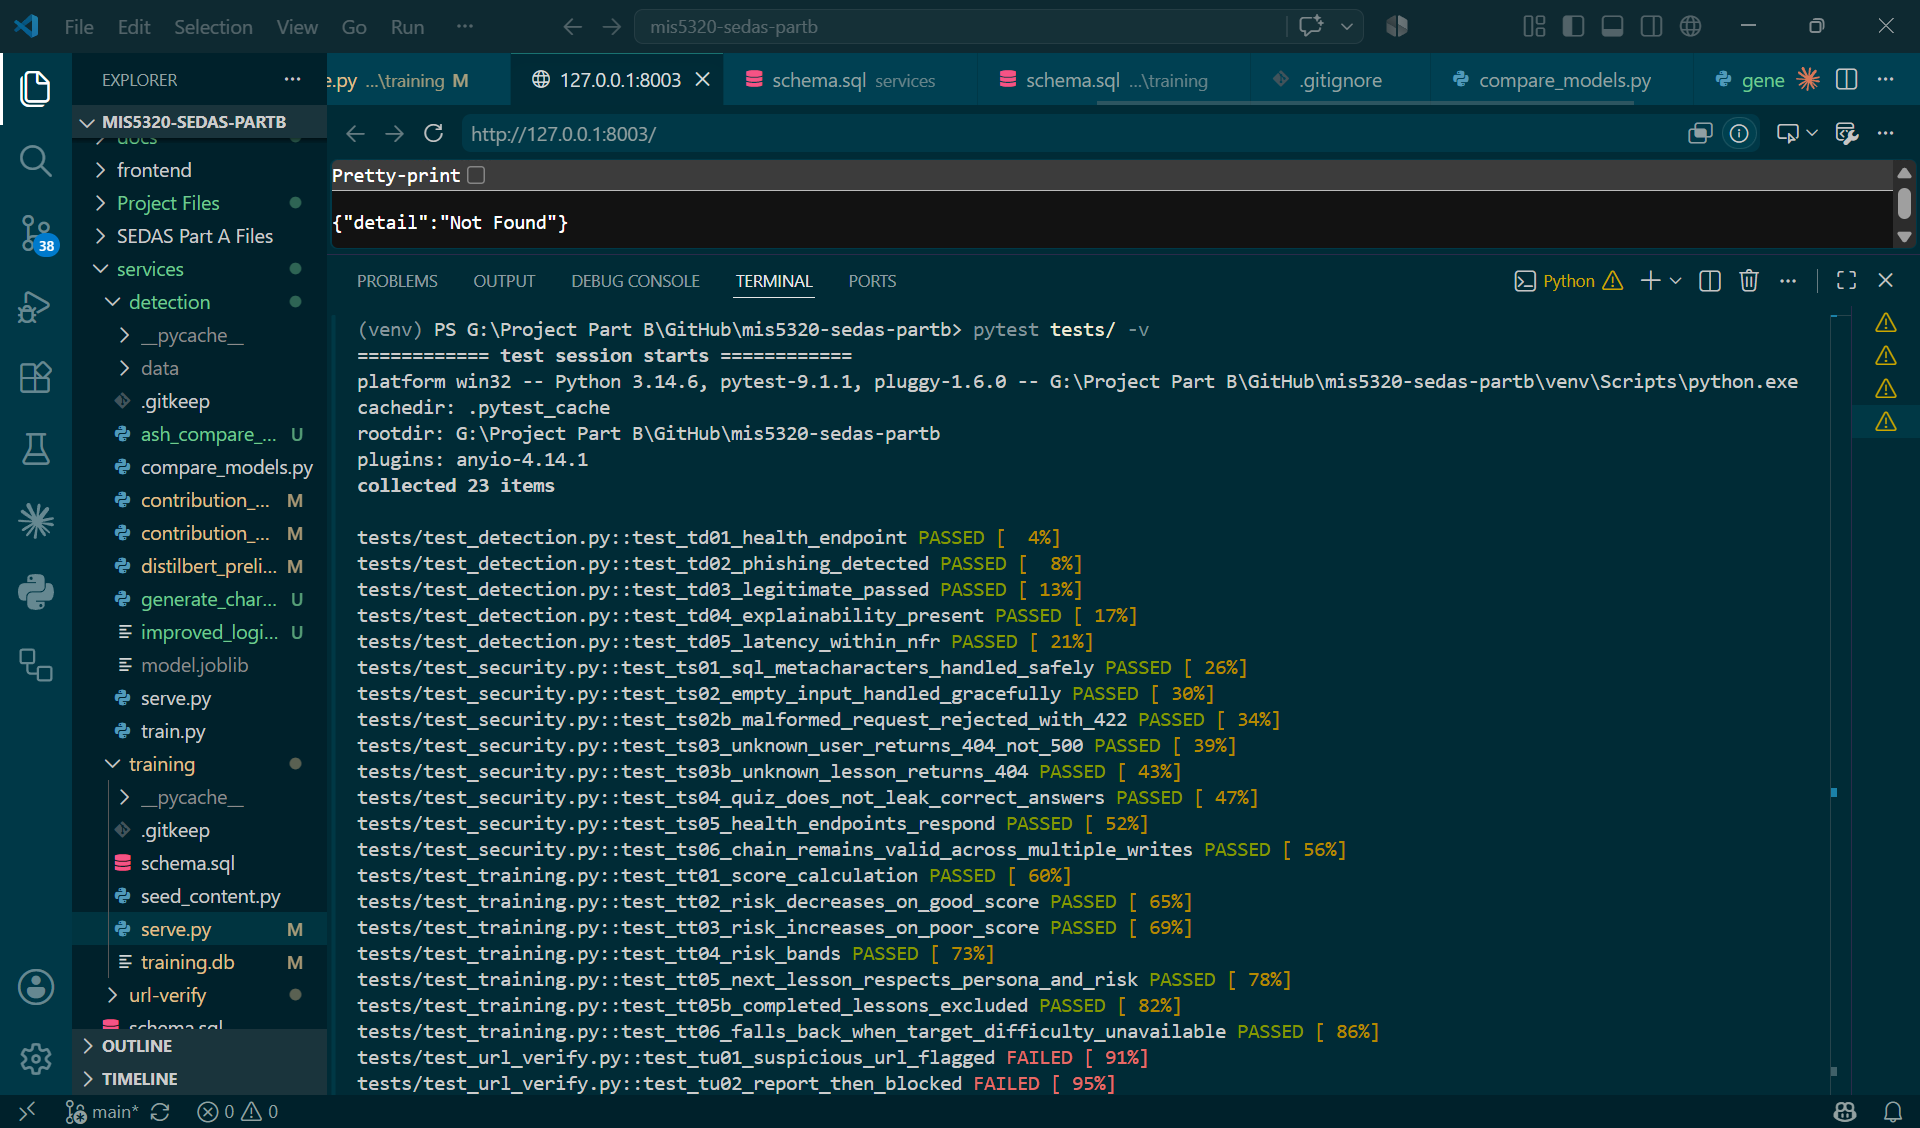 File Edit Selection View Go Run ···
mis5320-sedas-partb
EXPLORER
e.py ...\training M
127.0.0.1:8003
schema.sql services
schema.sql ...\training
.gitignore
compare_models.py
gene
MIS5320-SEDAS-PARTB
docs
frontend
Project Files
SEDAS Part A Files
services
detection
__pycache__
data
.gitkeep
ash_compare_... U
compare_models.py
contribution_... M
contribution_... M
distilbert_preli... M
generate_char... U
improved_logi... U
model.joblib
serve.py
train.py
training
__pycache__
.gitkeep
schema.sql
seed_content.py
serve.py M
training.db M
url-verify
schema.sql
OUTLINE
TIMELINE
38
http://127.0.0.1:8003/
Pretty-print
{"detail":"Not Found"}
PROBLEMS OUTPUT DEBUG CONSOLE TERMINAL PORTS
Python
(venv) PS G:\Project Part B\GitHub\mis5320-sedas-partb> pytest tests/ -v
============ test session starts ============
platform win32 -- Python 3.14.6, pytest-9.1.1, pluggy-1.6.0 -- G:\Project Part B\GitHub\mis5320-sedas-partb\venv\Scripts\python.exe
cachedir: .pytest_cache
rootdir: G:\Project Part B\GitHub\mis5320-sedas-partb
plugins: anyio-4.14.1
collected 23 items
tests/test_detection.py::test_td01_health_endpoint PASSED [  4%]
tests/test_detection.py::test_td02_phishing_detected PASSED [  8%]
tests/test_detection.py::test_td03_legitimate_passed PASSED [ 13%]
tests/test_detection.py::test_td04_explainability_present PASSED [ 17%]
tests/test_detection.py::test_td05_latency_within_nfr PASSED [ 21%]
tests/test_security.py::test_ts01_sql_metacharacters_handled_safely PASSED [ 26%]
tests/test_security.py::test_ts02_empty_input_handled_gracefully PASSED [ 30%]
tests/test_security.py::test_ts02b_malformed_request_rejected_with_422 PASSED [ 34%]
tests/test_security.py::test_ts03_unknown_user_returns_404_not_500 PASSED [ 39%]
tests/test_security.py::test_ts03b_unknown_lesson_returns_404 PASSED [ 43%]
tests/test_security.py::test_ts04_quiz_does_not_leak_correct_answers PASSED [ 47%]
tests/test_security.py::test_ts05_health_endpoints_respond PASSED [ 52%]
tests/test_security.py::test_ts06_chain_remains_valid_across_multiple_writes PASSED [ 56%]
tests/test_training.py::test_tt01_score_calculation PASSED [ 60%]
tests/test_training.py::test_tt02_risk_decreases_on_good_score PASSED [ 65%]
tests/test_training.py::test_tt03_risk_increases_on_poor_score PASSED [ 69%]
tests/test_training.py::test_tt04_risk_bands PASSED [ 73%]
tests/test_training.py::test_tt05_next_lesson_respects_persona_and_risk PASSED [ 78%]
tests/test_training.py::test_tt05b_completed_lessons_excluded PASSED [ 82%]
tests/test_training.py::test_tt06_falls_back_when_target_difficulty_unavailable PASSED [ 86%]
tests/test_url_verify.py::test_tu01_suspicious_url_flagged FAILED [ 91%]
tests/test_url_verify.py::test_tu02_report_then_blocked FAILED [ 95%]
main* 0 0